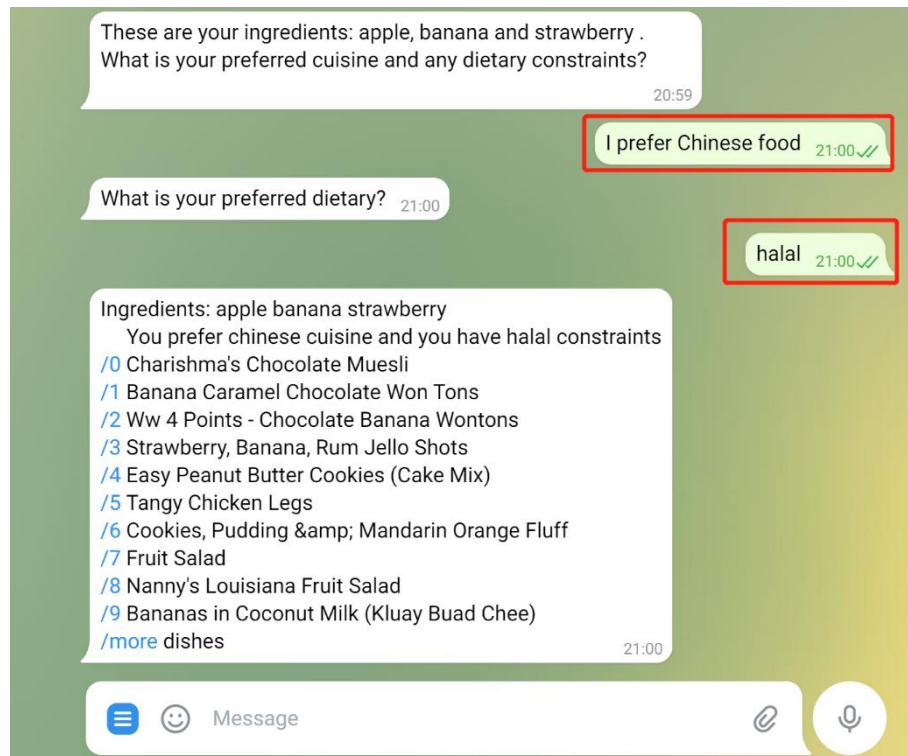 These are your ingredients: apple, banana and strawberry .
What is your preferred cuisine and any dietary constraints?
20:59
I prefer Chinese food 21:00
What is your preferred dietary? 21:00
halal 21:00
Ingredients: apple banana strawberry
You prefer chinese cuisine and you have halal constraints
/0 Charishma's Chocolate Muesli
/1 Banana Caramel Chocolate Won Tons
/2 Ww 4 Points - Chocolate Banana Wontons
/3 Strawberry, Banana, Rum Jello Shots
/4 Easy Peanut Butter Cookies (Cake Mix)
/5 Tangy Chicken Legs
/6 Cookies, Pudding &amp; Mandarin Orange Fluff
/7 Fruit Salad
/8 Nanny's Louisiana Fruit Salad
/9 Bananas in Coconut Milk (Kluay Buad Chee)
/more dishes
21:00
Message